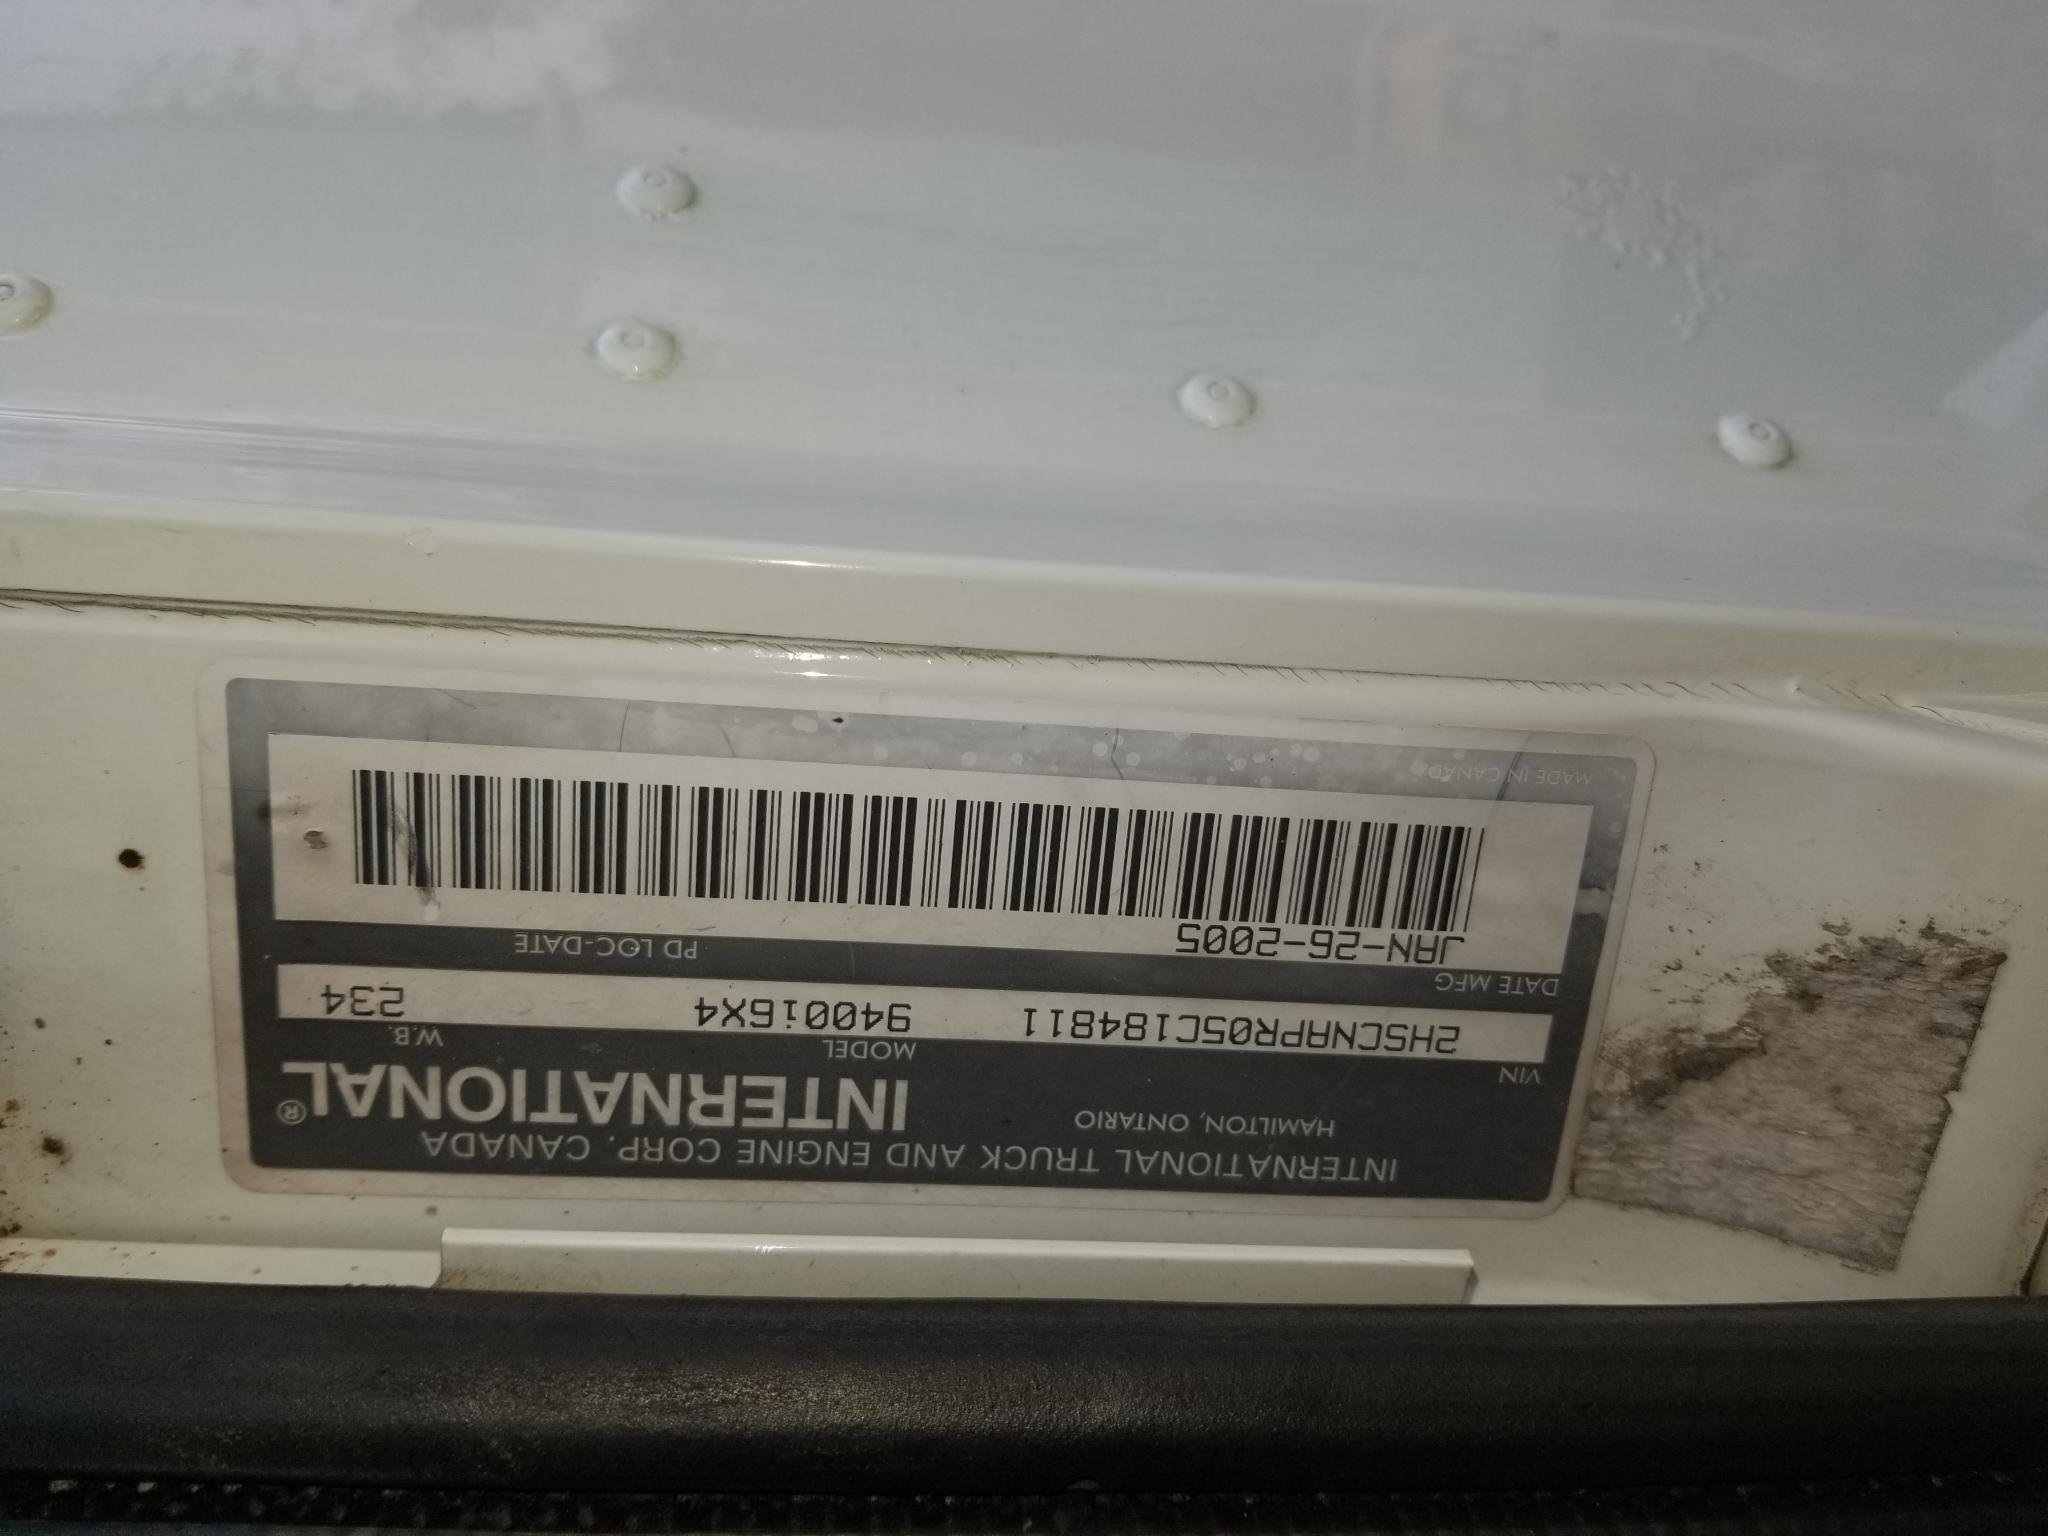 INTERNATIONAL TRUCK AND ENGINE CORP. CANADA
HAMILTON, ONTARIO
INTERNATIONAL®
VIN MODEL W.B.
2HSCNAPR05C184811 9400i6X4 234
DATE MFG PD LOC-DATE
JAN-26-2005
MADE IN CANADA